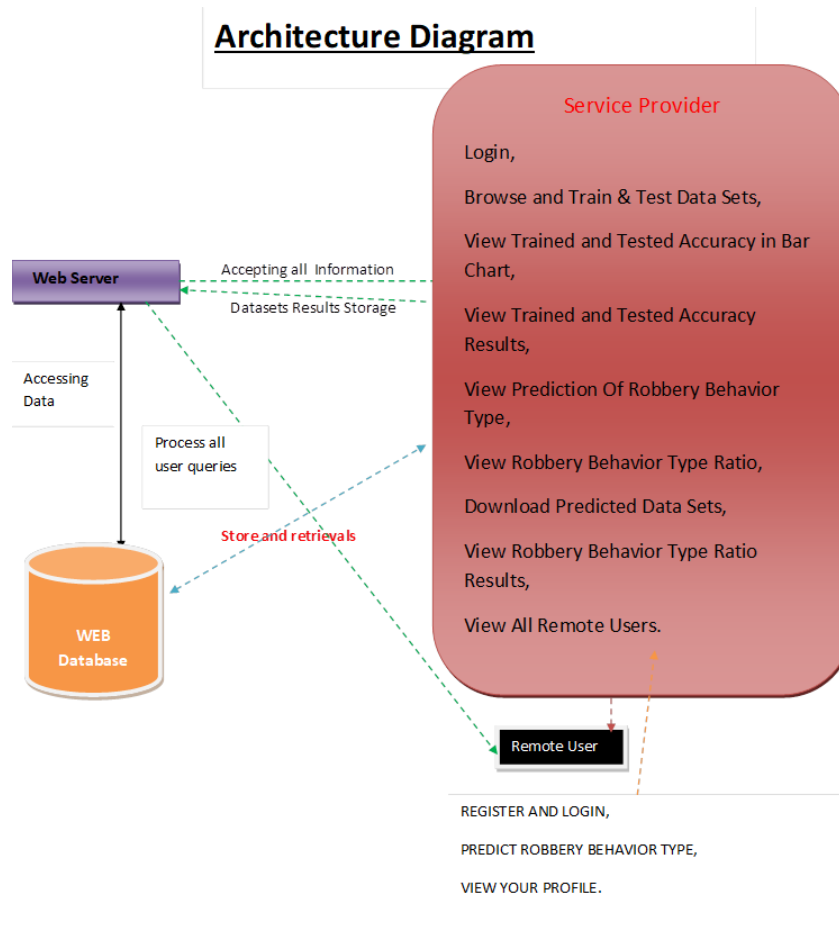 Architecture Diagram
Service Provider
Login,
Browse and Train & Test Data Sets,
View Trained and Tested Accuracy in Bar
Chart,
View Trained and Tested Accuracy
Results,
View Prediction Of Robbery Behavior
Type,
View Robbery Behavior Type Ratio,
Download Predicted Data Sets,
View Robbery Behavior Type Ratio
Results,
View All Remote Users.
Web Server
Accepting all Information
Datasets Results Storage
Accessing
Data
Process all
user queries
Store and retrievals
WEB
Database
Remote User
REGISTER AND LOGIN,
PREDICT ROBBERY BEHAVIOR TYPE,
VIEW YOUR PROFILE.